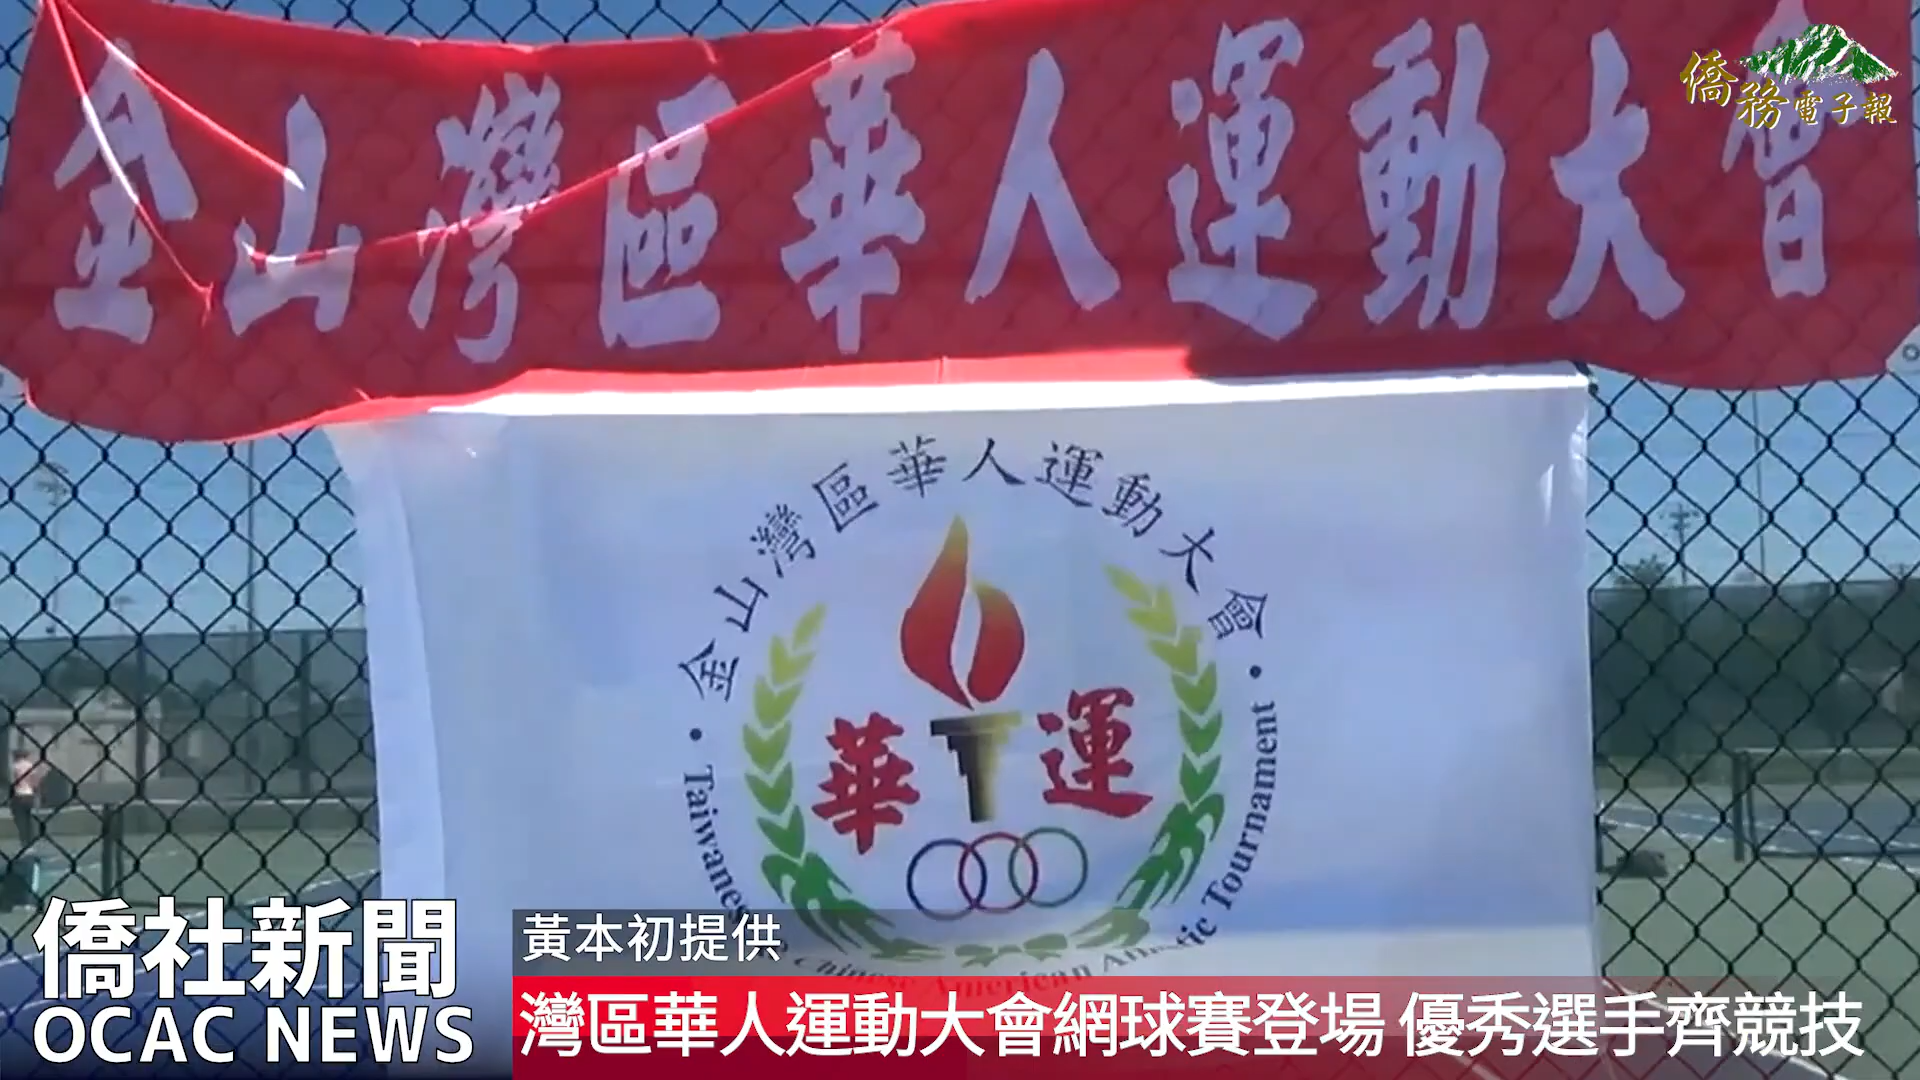 金山灣區華人運動大會
僑務電子報
金山灣區華人運動大會
華運
Taiwanese Chinese American Athletic Tournament
僑社新聞
OCAC NEWS
黃本初提供
灣區華人運動大會網球賽登場 優秀選手齊競技